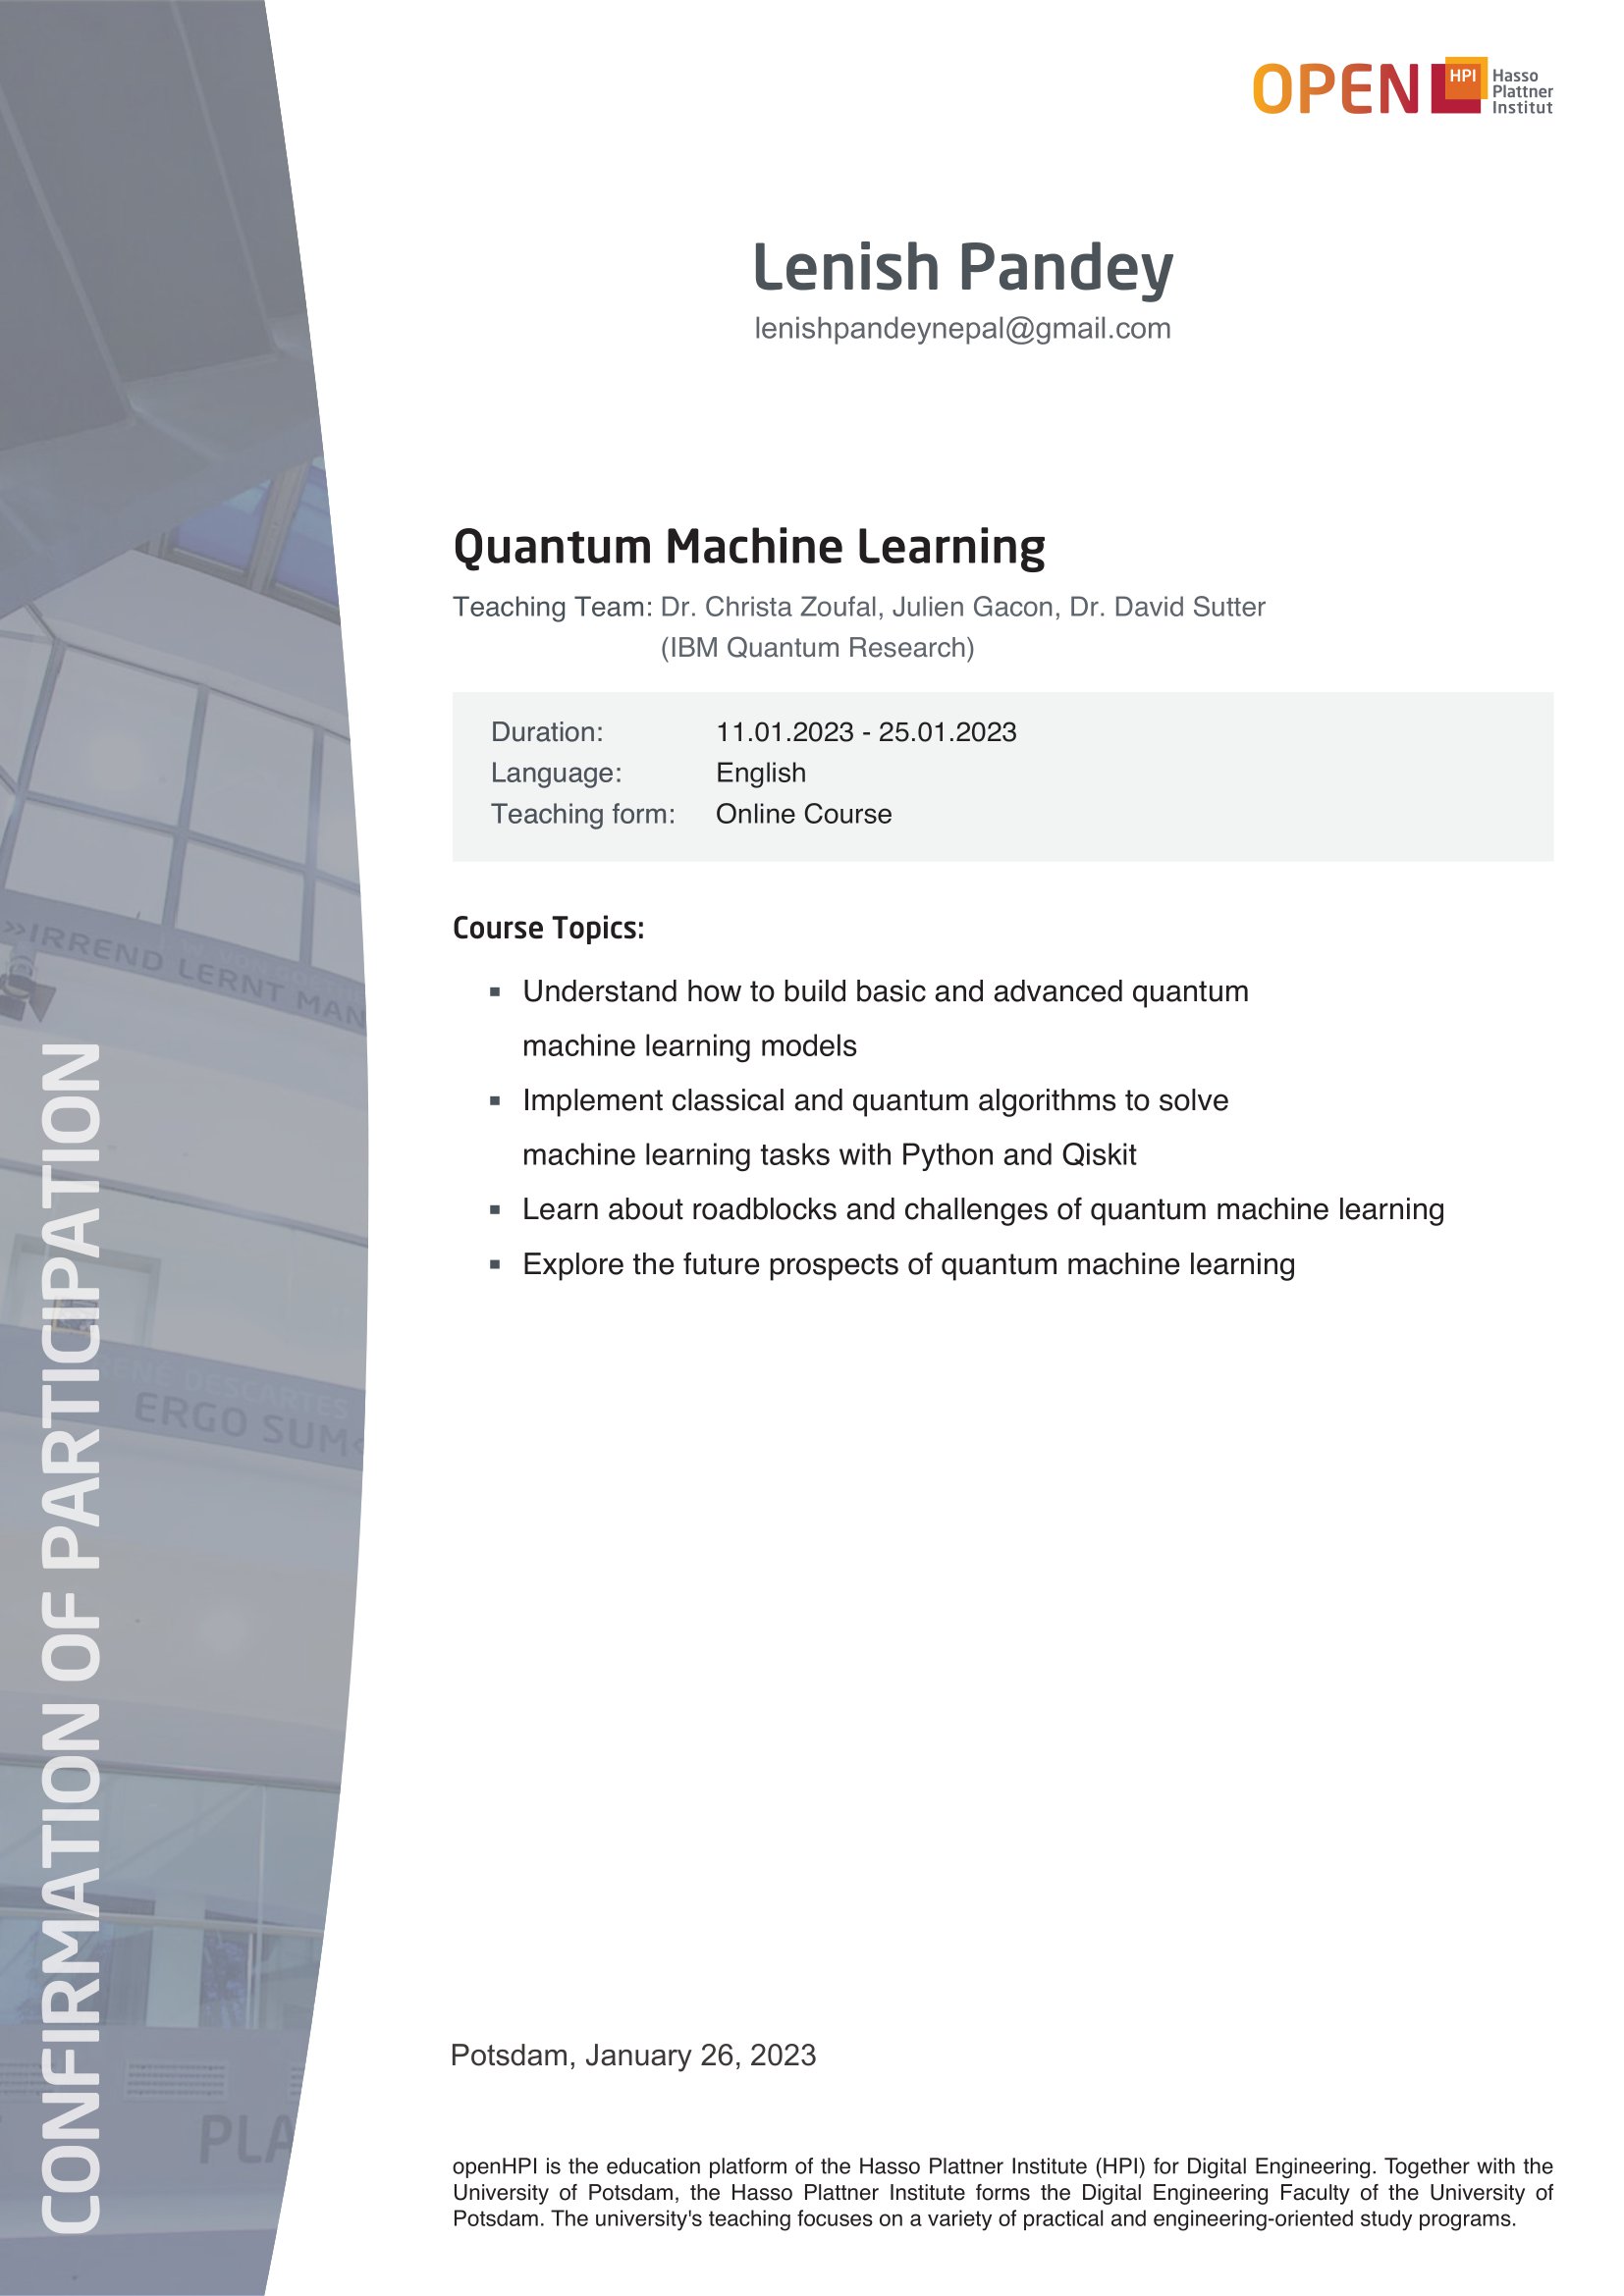 OPEN HPI Hasso
Plattner
Institut
Lenish Pandey
lenishpandeynepal@gmail.com
Quantum Machine Learning
Teaching Team: Dr. Christa Zoufal, Julien Gacon, Dr. David Sutter
(IBM Quantum Research)
Duration: 11.01.2023 - 25.01.2023
Language: English
Teaching form: Online Course
Course Topics:
▪ Understand how to build basic and advanced quantum
machine learning models
▪ Implement classical and quantum algorithms to solve
machine learning tasks with Python and Qiskit
▪ Learn about roadblocks and challenges of quantum machine learning
▪ Explore the future prospects of quantum machine learning
Potsdam, January 26, 2023
openHPI is the education platform of the Hasso Plattner Institute (HPI) for Digital Engineering. Together with the
University of Potsdam, the Hasso Plattner Institute forms the Digital Engineering Faculty of the University of
Potsdam. The university's teaching focuses on a variety of practical and engineering-oriented study programs.
CONFIRMATION OF PARTICIPATION
»IRREND LERNT MAN
RENÉ DESCARTES
ERGO SUM«
PLA